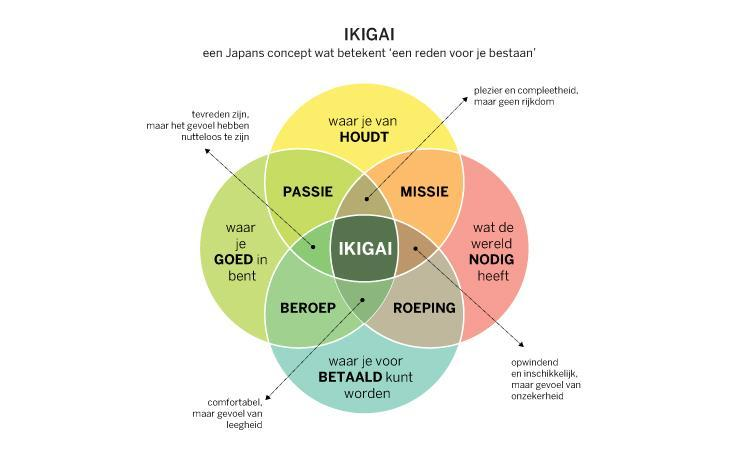 IKIGAI
een Japans concept wat betekent ‘een reden voor je bestaan’
plezier en compleetheid,
maar geen rijkdom
tevreden zijn,
maar het gevoel hebben
nutteloos te zijn
waar je van
HOUDT
PASSIE
MISSIE
waar
je
GOED in
bent
IKIGAI
wat de
wereld
NODIG
heeft
BEROEP
ROEPING
waar je voor
BETAALD kunt
worden
opwindend
en inschikkelijk,
maar gevoel van
onzekerheid
comfortabel,
maar gevoel van
leegheid